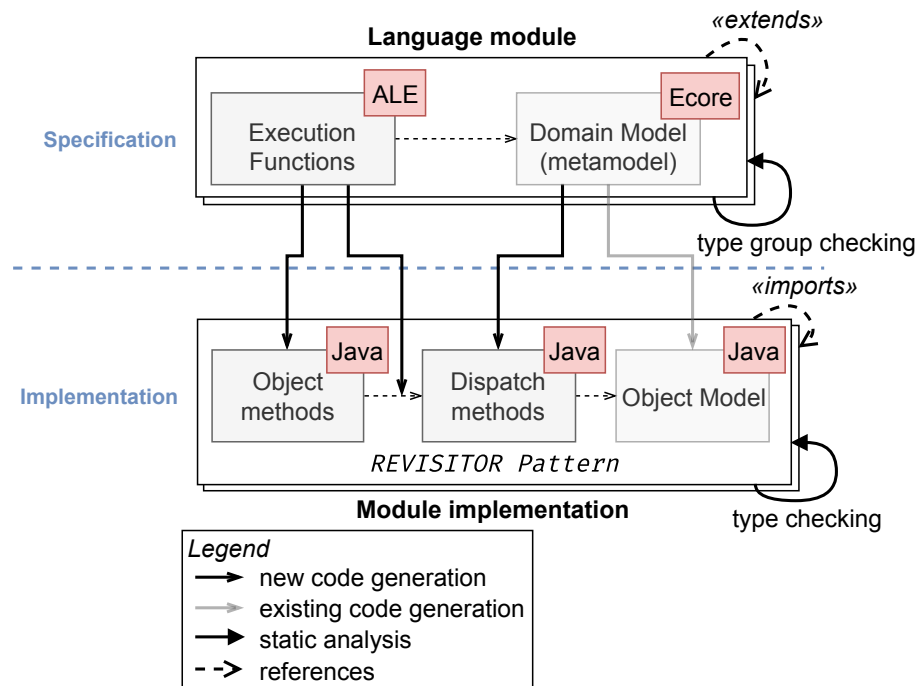 «extends»
Language module
ALE
Ecore
Execution
Functions
Domain Model
(metamodel)
Specification
type group checking
«imports»
Java
Java
Java
Object
methods
Dispatch
methods
Object Model
Implementation
REVISITOR Pattern
Module implementation
type checking
Legend
new code generation
existing code generation
static analysis
references